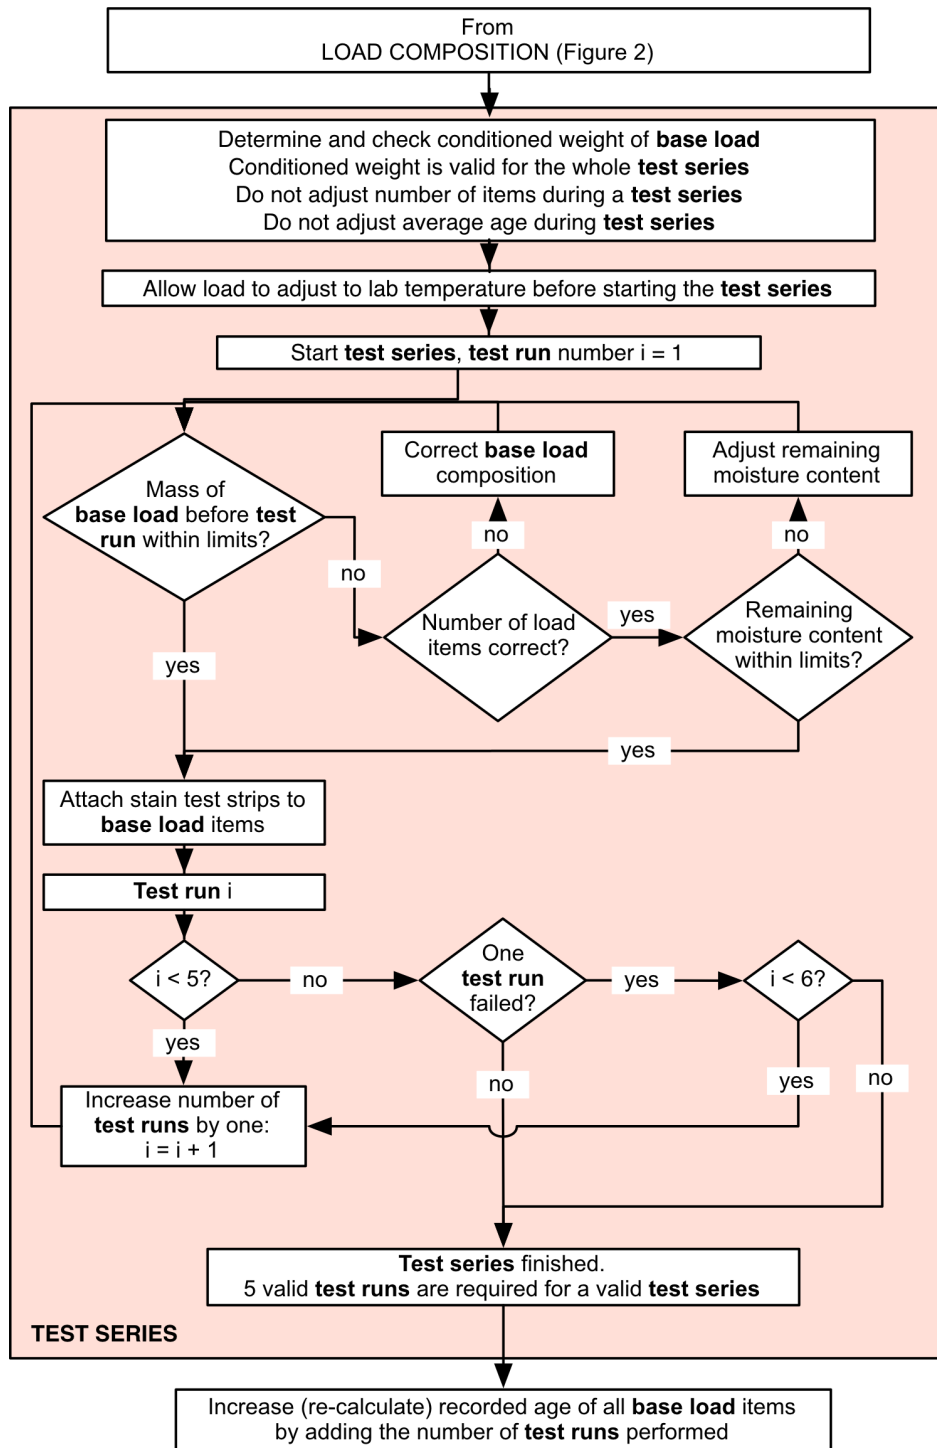 From
LOAD COMPOSITION (Figure 2)
Determine and check conditioned weight of base load
Conditioned weight is valid for the whole test series
Do not adjust number of items during a test series
Do not adjust average age during test series
Allow load to adjust to lab temperature before starting the test series
Start test series, test run number i = 1
Mass of
base load before test
run within limits?
Correct base load
composition
Adjust remaining
moisture content
no
no
no
Number of load
items correct?
yes
Remaining
moisture content
within limits?
yes
yes
Attach stain test strips to
base load items
Test run i
i < 5?
no
One
test run
failed?
yes
i < 6?
yes
no
yes
no
Increase number of
test runs by one:
i = i + 1
Test series finished.
5 valid test runs are required for a valid test series
TEST SERIES
Increase (re-calculate) recorded age of all base load items
by adding the number of test runs performed